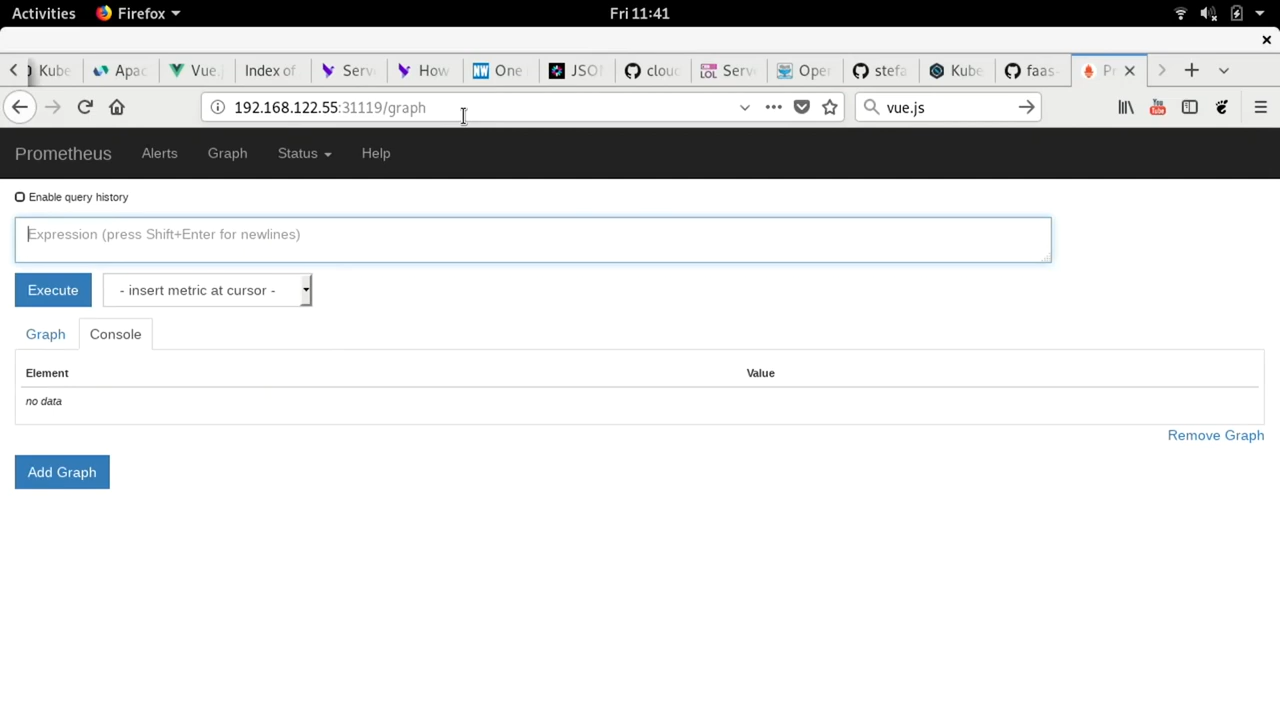 Activities Firefox Fri 11:41
Kube Apac Vue. Index of Serv How One JSO clou Serv Open stefa Kube faas- Pr
192.168.122.55:31119/graph vue.js
Prometheus Alerts Graph Status Help
Enable query history
Expression (press Shift+Enter for newlines)
Execute - insert metric at cursor -
Graph Console
Element Value
no data
Remove Graph
Add Graph